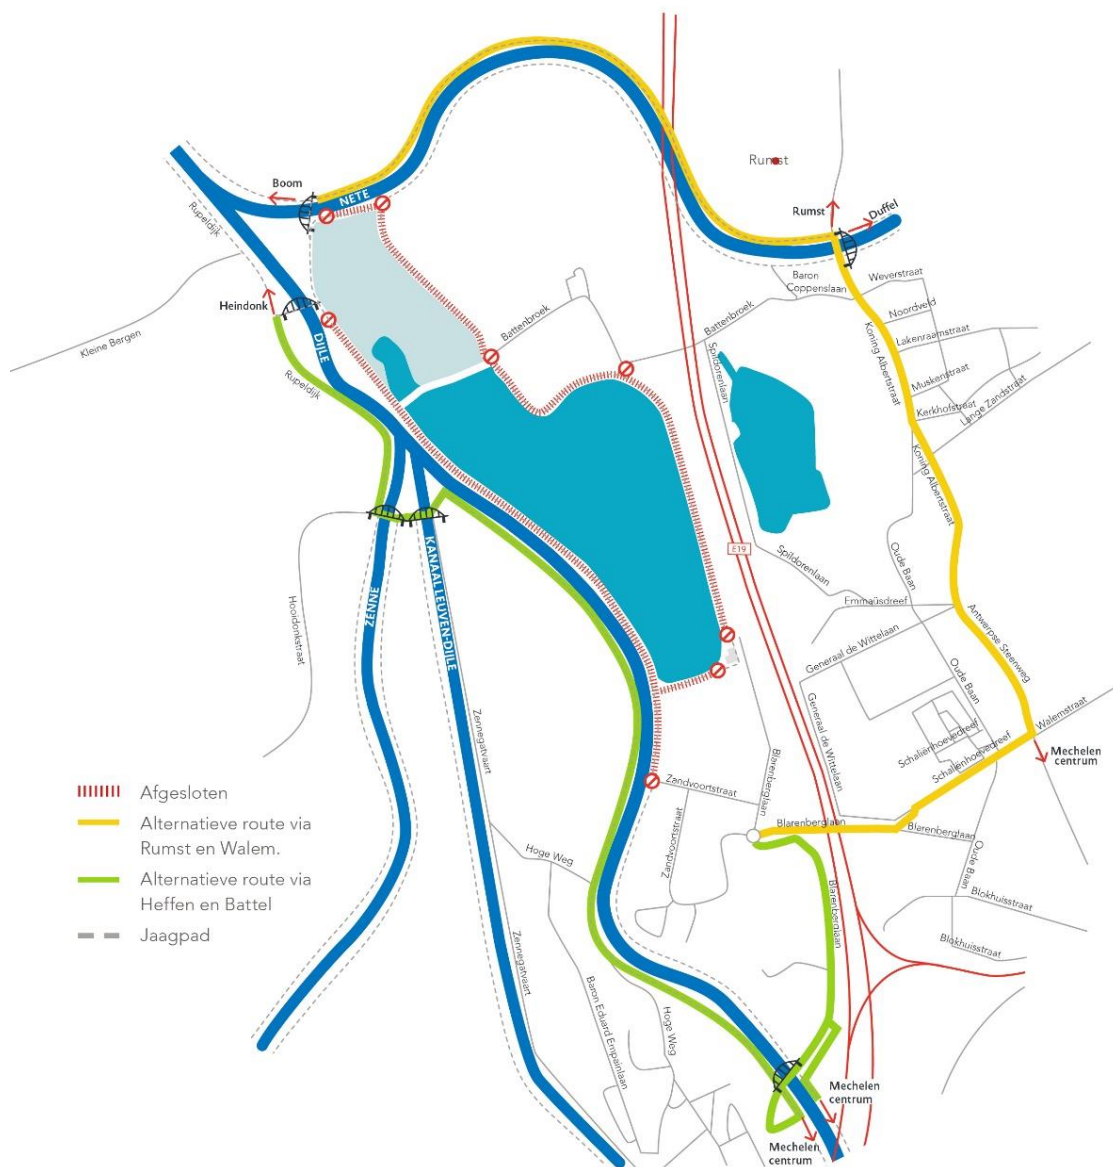 Rumst
Boom
NETE
Rumst
Duffel
Rupeldijk
Baron
Coppenslaan
Weverstraat
Heindonk
Noordveld
Battenbroek
Battenbroek
Koning Albertstraat
Lakenraamstraat
Kleine Bergen
DIJLE
Spildorenlaan
Muskenstraat
Rupeldijk
Kerkhofstraat
Lange Zandstraat
Koning Albertstraat
E19
Spildorenlaan
Oude Baan
ZENNE
KANAAL LEUVEN-DIJLE
Hooidonkstraat
Emmaüsdreef
Antwerpse Steenweg
Generaal de Wittelaan
Oude Baan
Generaal de Wittelaan
Zennegatvaart
Schaliënhoevedreef
Schaliënhoevedreef
Walemstraat
Mechelen
centrum
Blarenberglaan
Zandvoortstraat
Afgesloten
Alternatieve route via
Rumst en Walem.
Blarenberglaan
Blarenberglaan
Zandvoortstraat
Oude Baan
Hoge Weg
Alternatieve route via
Heffen en Battel
Blarenberglaan
Blokhuisstraat
Jaagpad
Zennegatvaart
Blokhuisstraat
Baron Eduard Empainlaan
Hoge Weg
Mechelen
centrum
Mechelen
centrum